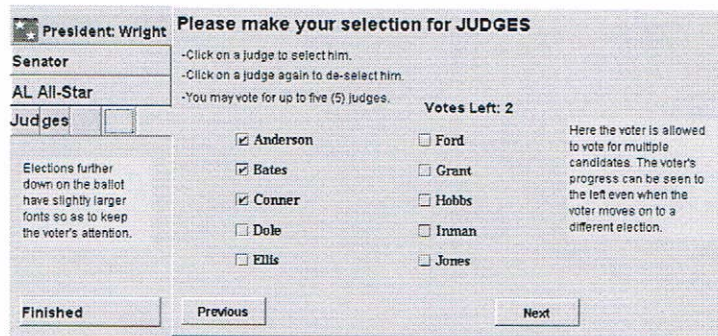 President: Wright
Senator
AL All-Star
Judges
Elections further
down on the ballot
have slightly larger
fonts so as to keep
the voter's attention.
Finished
Please make your selection for JUDGES
-Click on a judge to select him.
-Click on a judge again to de-select him.
-You may vote for up to five (5) judges.
Votes Left: 2
Anderson
Bates
Conner
Dole
Ellis
Ford
Grant
Hobbs
Inman
Jones
Here the voter is allowed
to vote for multiple
candidates. The voter's
progress can be seen to
the left even when the
voter moves on to a
different election.
Previous
Next